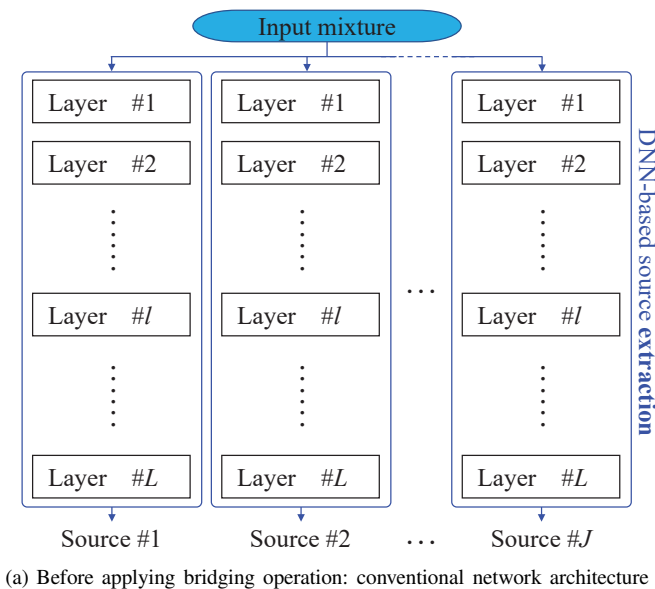 Input mixture
Layer #1 Layer #1 Layer #1
Layer #2 Layer #2 Layer #2
...
Layer #l Layer #l Layer #l
Layer #L Layer #L Layer #L
DNN-based source extraction
Source #1 Source #2 ... Source #J
(a) Before applying bridging operation: conventional network architecture